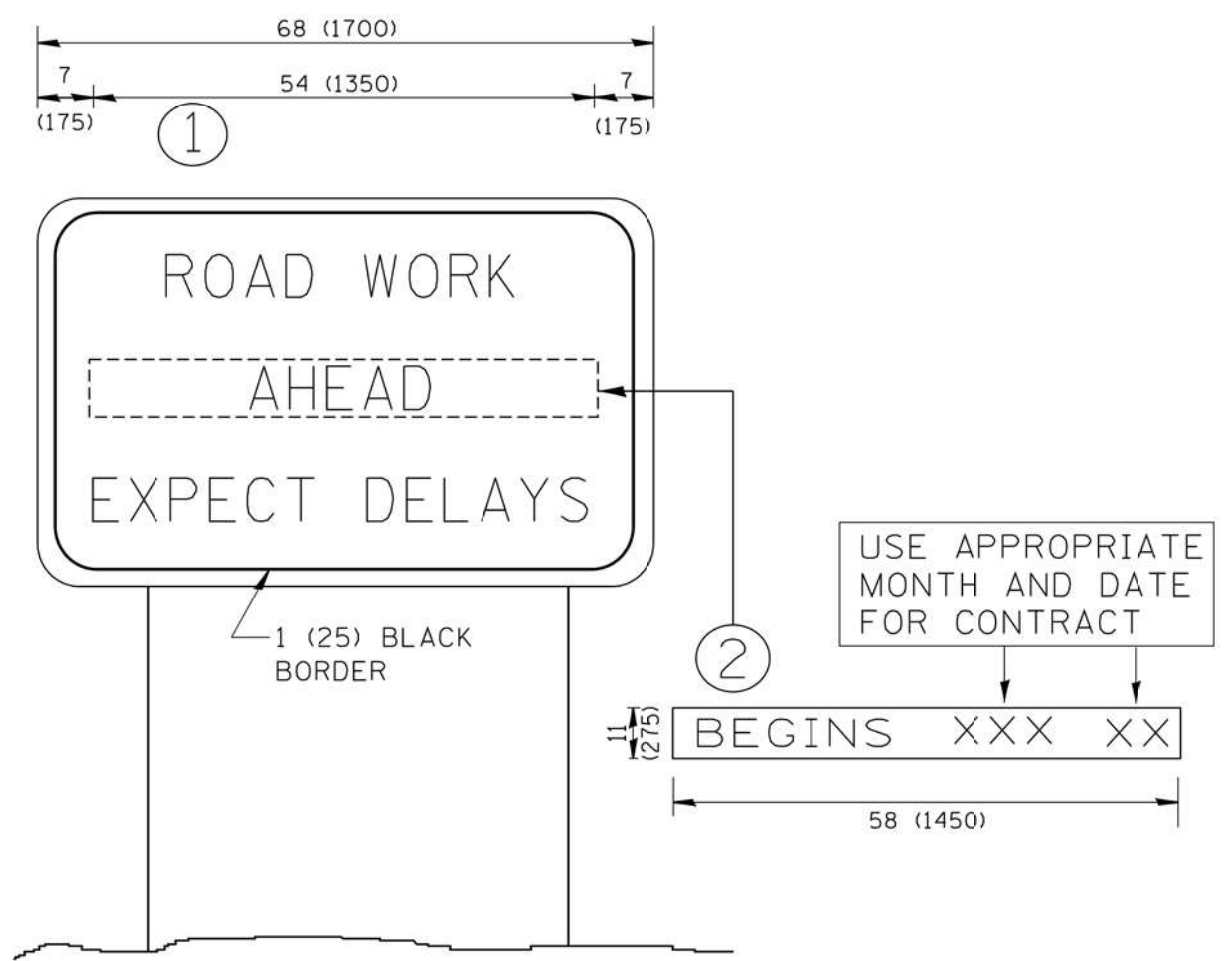 68 (1700)
7
54 (1350)
7
(175)
(175)
1
ROAD WORK
AHEAD
EXPECT DELAYS
1 (25) BLACK
BORDER
2
USE APPROPRIATE
MONTH AND DATE
FOR CONTRACT
11
(275)
BEGINS XXX XX
58 (1450)